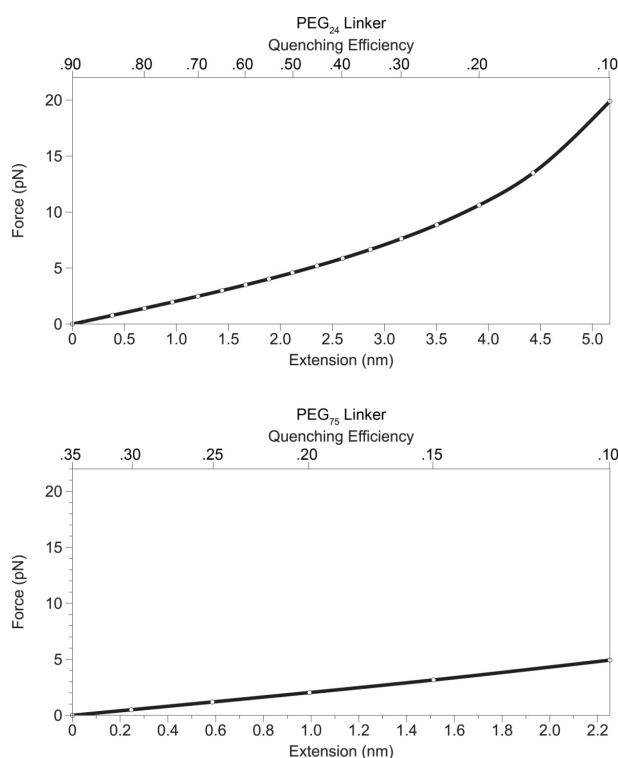 PEG24 Linker
Quenching Efficiency
.90 .80 .70 .60 .50 .40 .30 .20 .10
20
15
10
5
0
Force (pN)
0 0.5 1.0 1.5 2.0 2.5 3.0 3.5 4.0 4.5 5.0
Extension (nm)
PEG75 Linker
Quenching Efficiency
.35 .30 .25 .20 .15 .10
20
15
10
5
0
Force (pN)
0 0.2 0.4 0.6 0.8 1.0 1.2 1.4 1.6 1.8 2.0 2.2
Extension (nm)